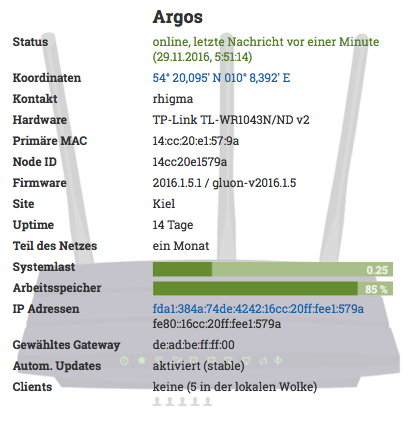 Argos
Status online, letzte Nachricht vor einer Minute
(29.11.2016, 5:51:14)
Koordinaten 54° 20,095' N 010° 8,392' E
Kontakt rhigma
Hardware TP-Link TL-WR1043N/ND v2
Primäre MAC 14:cc:20:e1:57:9a
Node ID 14cc20e1579a
Firmware 2016.1.5.1 / gluon-v2016.1.5
Site Kiel
Uptime 14 Tage
Teil des Netzes ein Monat
Systemlast 0.25
Arbeitsspeicher 85 %
IP Adressen fda1:384a:74de:4242:16cc:20ff:fee1:579a
fe80::16cc:20ff:fee1:579a
Gewähltes Gateway de:ad:be:ff:ff:00
Autom. Updates aktiviert (stable)
Clients keine (5 in der lokalen Wolke)